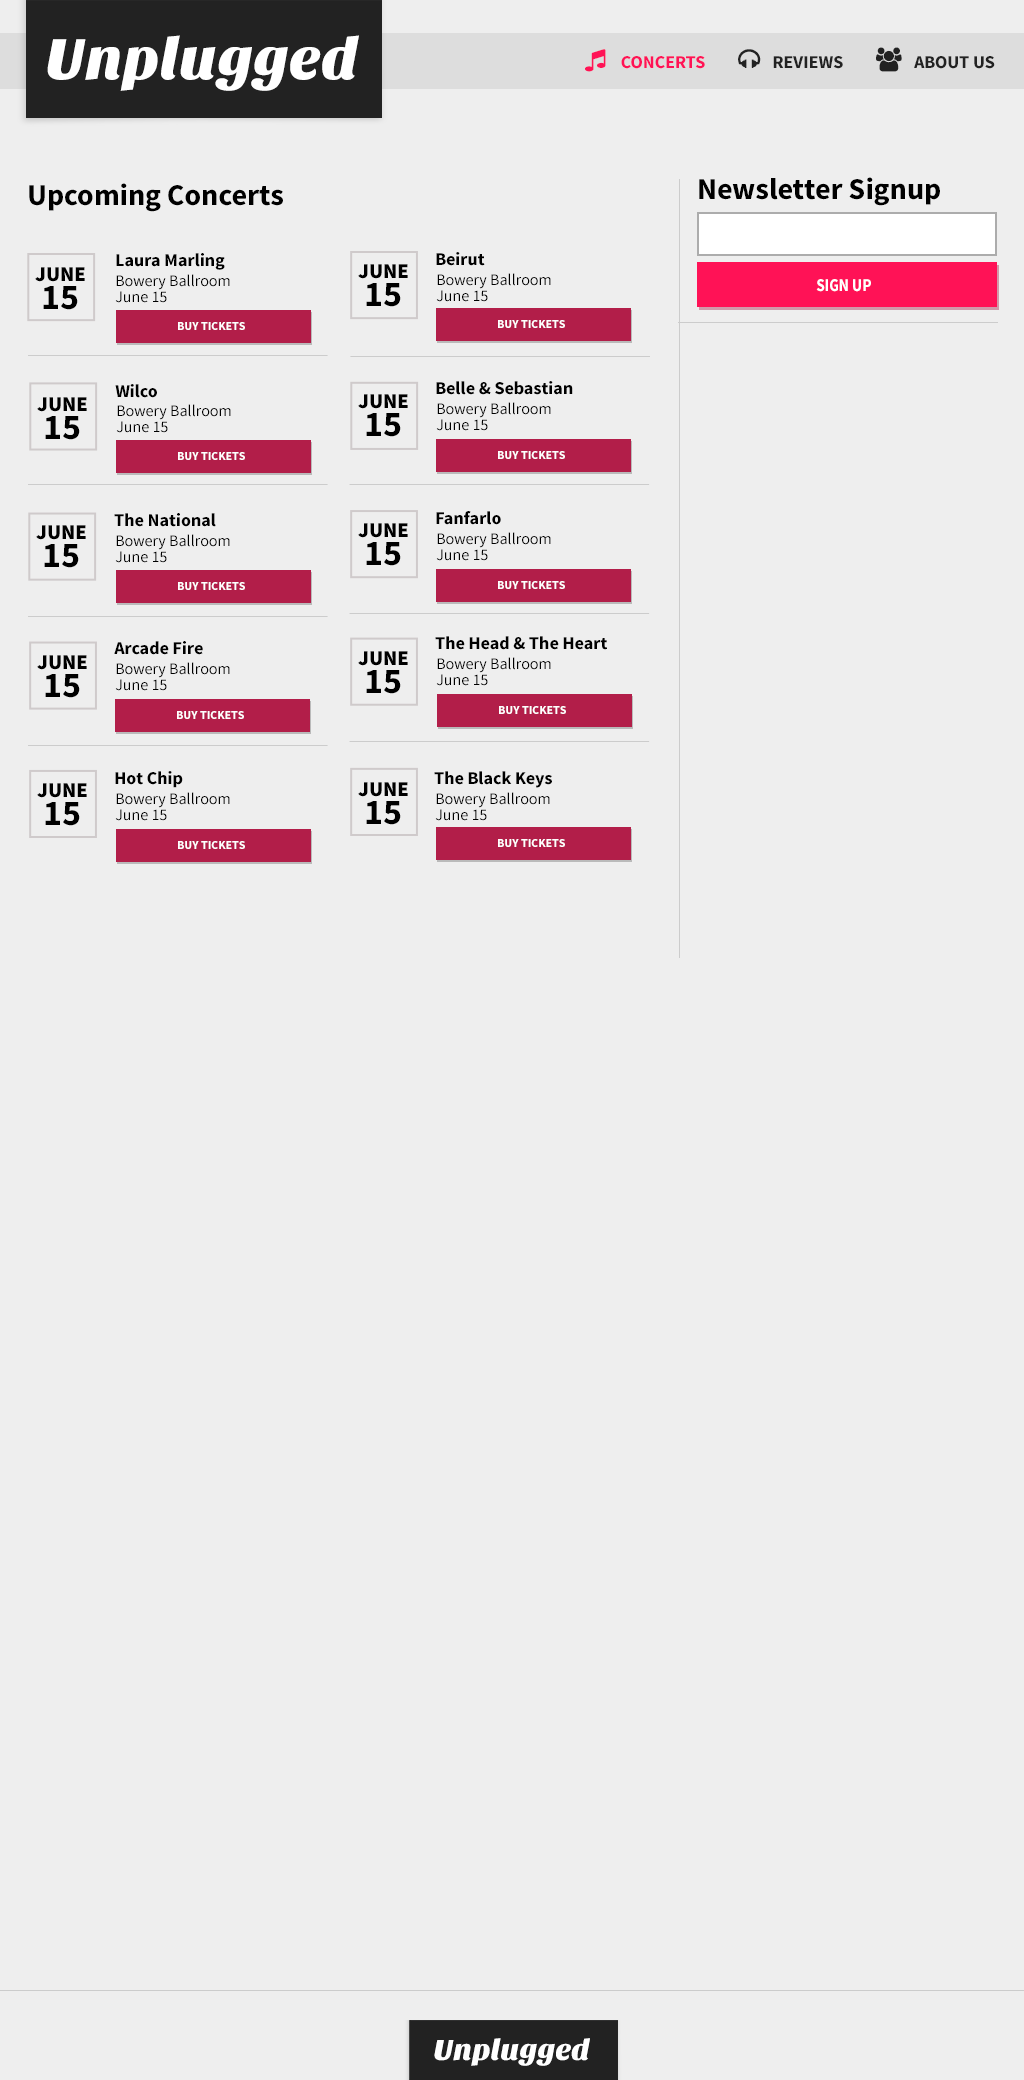 Unplugged
CONCERTS
REVIEWS
ABOUT US
Upcoming Concerts
JUNE
15
Laura Marling
Bowery Ballroom
June 15
BUY TICKETS
JUNE
15
Beirut
Bowery Ballroom
June 15
BUY TICKETS
JUNE
15
Wilco
Bowery Ballroom
June 15
BUY TICKETS
JUNE
15
Belle & Sebastian
Bowery Ballroom
June 15
BUY TICKETS
JUNE
15
The National
Bowery Ballroom
June 15
BUY TICKETS
JUNE
15
Fanfarlo
Bowery Ballroom
June 15
BUY TICKETS
JUNE
15
Arcade Fire
Bowery Ballroom
June 15
BUY TICKETS
JUNE
15
The Head & The Heart
Bowery Ballroom
June 15
BUY TICKETS
JUNE
15
Hot Chip
Bowery Ballroom
June 15
BUY TICKETS
JUNE
15
The Black Keys
Bowery Ballroom
June 15
BUY TICKETS
Newsletter Signup
SIGN UP
Unplugged